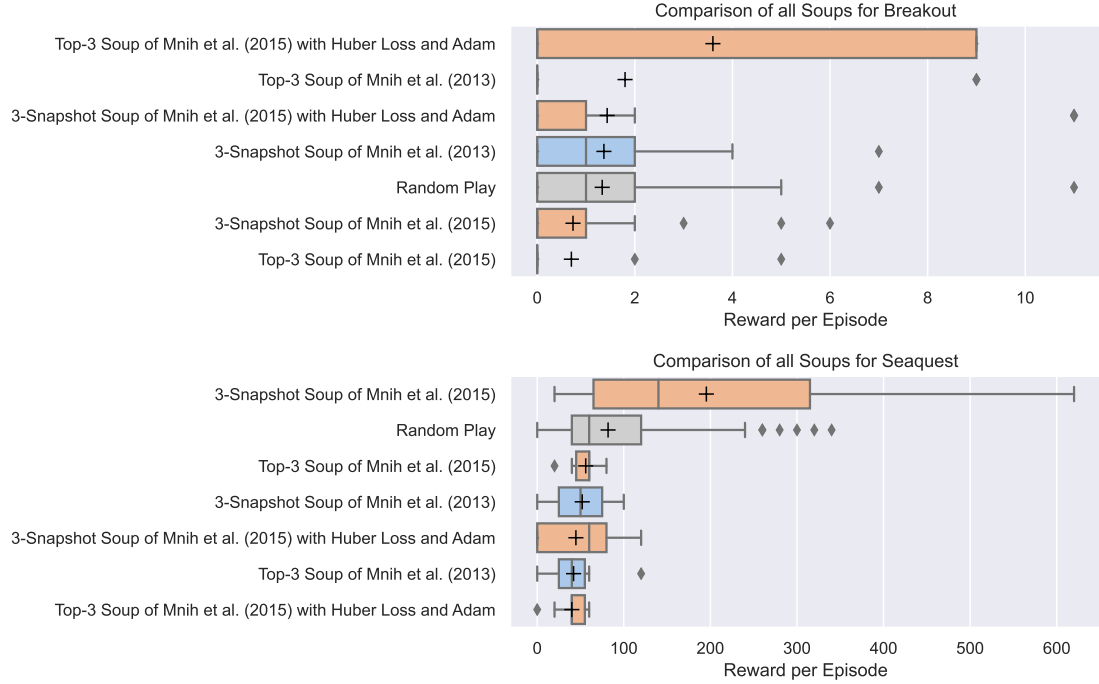 Comparison of all Soups for Breakout
Top-3 Soup of Mnih et al. (2015) with Huber Loss and Adam
Top-3 Soup of Mnih et al. (2013)
3-Snapshot Soup of Mnih et al. (2015) with Huber Loss and Adam
3-Snapshot Soup of Mnih et al. (2013)
Random Play
3-Snapshot Soup of Mnih et al. (2015)
Top-3 Soup of Mnih et al. (2015)
0 2 4 6 8 10
Reward per Episode
Comparison of all Soups for Seaquest
3-Snapshot Soup of Mnih et al. (2015)
Random Play
Top-3 Soup of Mnih et al. (2015)
3-Snapshot Soup of Mnih et al. (2013)
3-Snapshot Soup of Mnih et al. (2015) with Huber Loss and Adam
Top-3 Soup of Mnih et al. (2013)
Top-3 Soup of Mnih et al. (2015) with Huber Loss and Adam
0 100 200 300 400 500 600
Reward per Episode